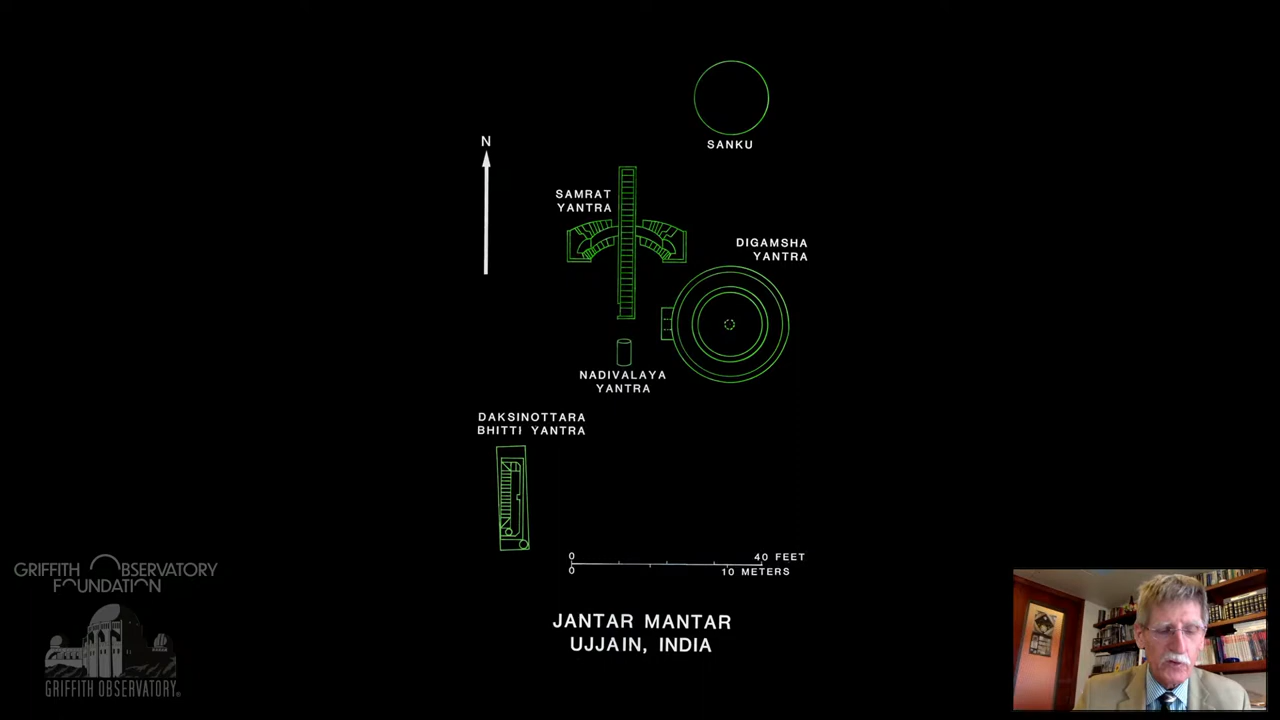 SANKU
N
SAMRAT
YANTRA
DIGAMSHA
YANTRA
NADIVALAYA
YANTRA
DAKSINOTTARA
BHITTI YANTRA
0 40 FEET
0 10 METERS
JANTAR MANTAR
UJJAIN, INDIA
GRIFFITH OBSERVATORY
FOUNDATION
GRIFFITH OBSERVATORY®